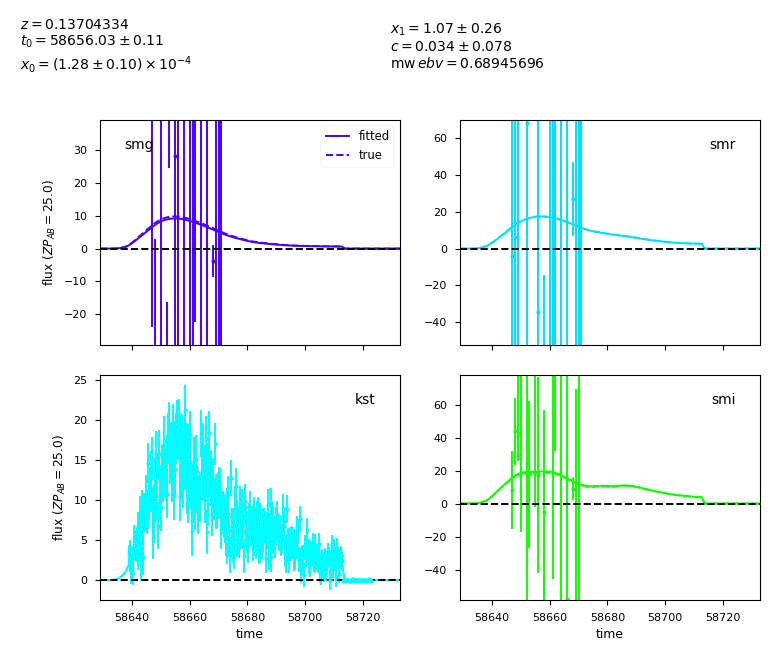 z = 0.13704334
t₀ = 58656.03 ± 0.11
x₀ = (1.28 ± 0.10) × 10⁻⁴
x₁ = 1.07 ± 0.26
c = 0.034 ± 0.078
mw ebv = 0.68945696
smg
fitted
true
30
20
10
0
−10
−20
flux (ZP_AB = 25.0)
smr
60
40
20
0
−20
−40
kst
25
20
15
10
5
0
flux (ZP_AB = 25.0)
58640 58660 58680 58700 58720
time
smi
60
40
20
0
−20
−40
58640 58660 58680 58700 58720
time